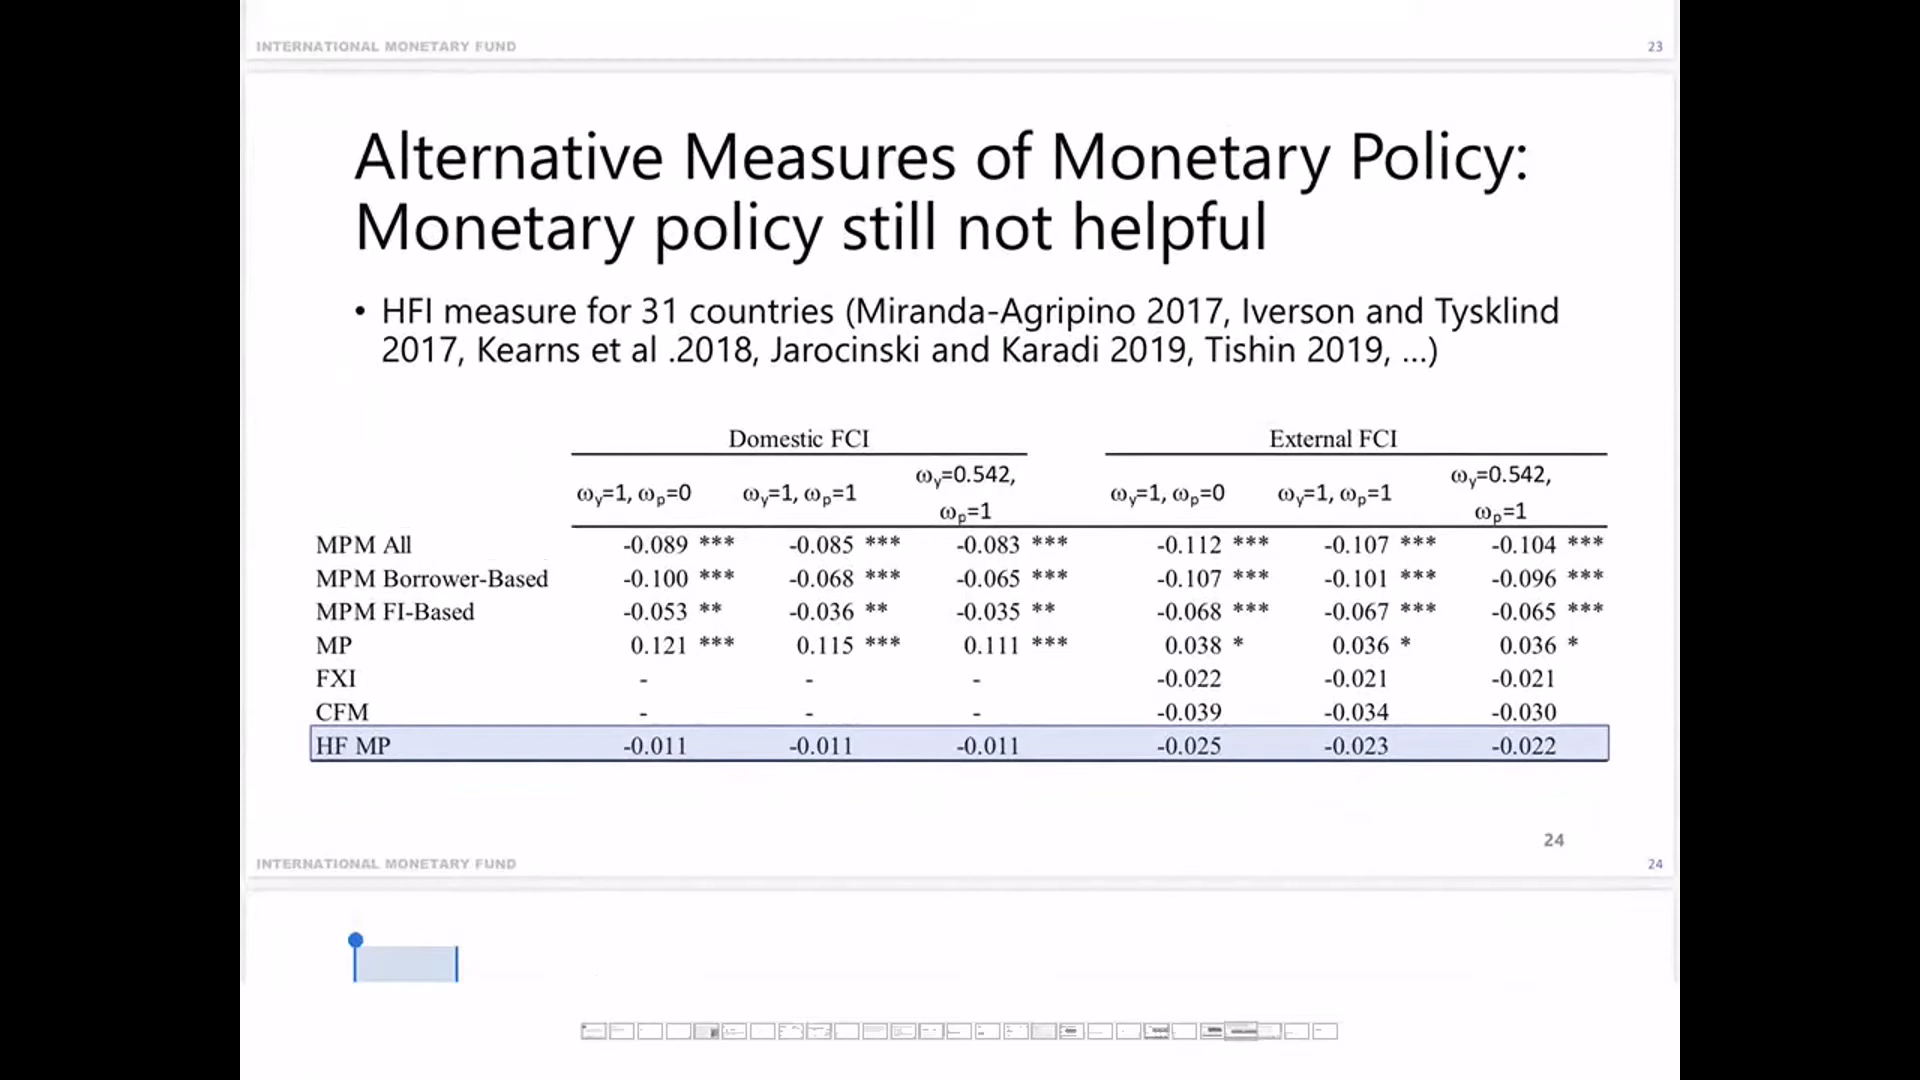 INTERNATIONAL MONETARY FUND 23
Alternative Measures of Monetary Policy:
Monetary policy still not helpful
• HFI measure for 31 countries (Miranda-Agripino 2017, Iverson and Tysklind
2017, Kearns et al .2018, Jarocinski and Karadi 2019, Tishin 2019, ...)
Domestic FCI External FCI
ωy=1, ωp=0 ωy=1, ωp=1 ωy=0.542, ωp=1 ωy=1, ωp=0 ωy=1, ωp=1 ωy=0.542, ωp=1
MPM All -0.089 *** -0.085 *** -0.083 *** -0.112 *** -0.107 *** -0.104 ***
MPM Borrower-Based -0.100 *** -0.068 *** -0.065 *** -0.107 *** -0.101 *** -0.096 ***
MPM FI-Based -0.053 ** -0.036 ** -0.035 ** -0.068 *** -0.067 *** -0.065 ***
MP 0.121 *** 0.115 *** 0.111 *** 0.038 * 0.036 * 0.036 *
FXI - - - -0.022 -0.021 -0.021
CFM - - - -0.039 -0.034 -0.030
HF MP -0.011 -0.011 -0.011 -0.025 -0.023 -0.022
24
INTERNATIONAL MONETARY FUND 24